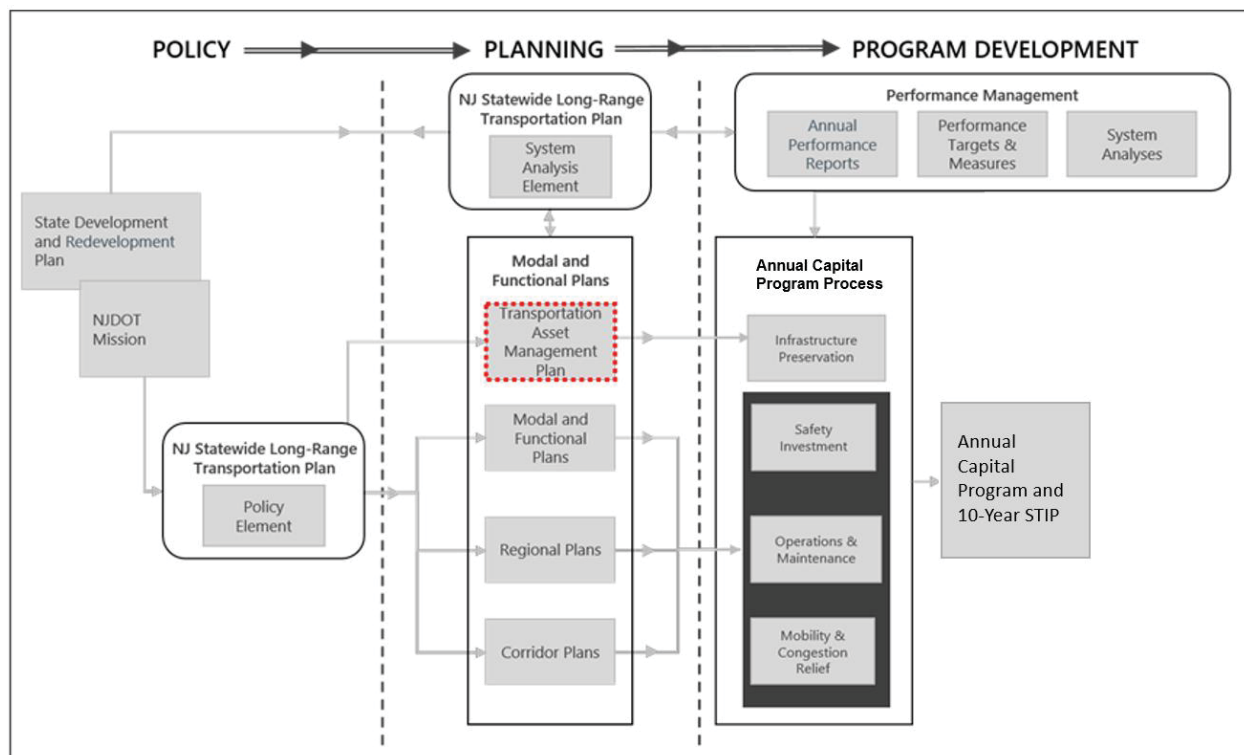 POLICY
PLANNING
PROGRAM DEVELOPMENT
NJ Statewide Long-Range
Transportation Plan
System
Analysis
Element
Performance Management
Annual
Performance
Reports
Performance
Targets &
Measures
System
Analyses
State Development
and Redevelopment
Plan
NJDOT
Mission
NJ Statewide Long-Range
Transportation Plan
Policy
Element
Modal and
Functional Plans
Transportation
Asset
Management
Plan
Modal and
Functional
Plans
Regional Plans
Corridor Plans
Annual Capital
Program Process
Infrastructure
Preservation
Safety
Investment
Operations &
Maintenance
Mobility &
Congestion
Relief
Annual
Capital
Program and
10-Year STIP